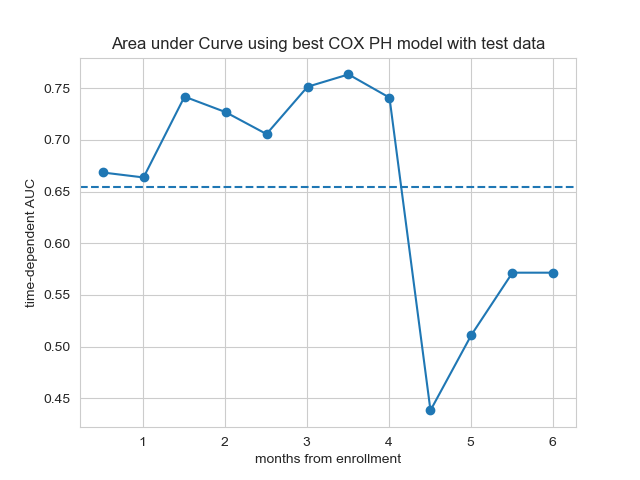 Area under Curve using best COX PH model with test data
time-dependent AUC
0.75
0.70
0.65
0.60
0.55
0.50
0.45
1 2 3 4 5 6
months from enrollment